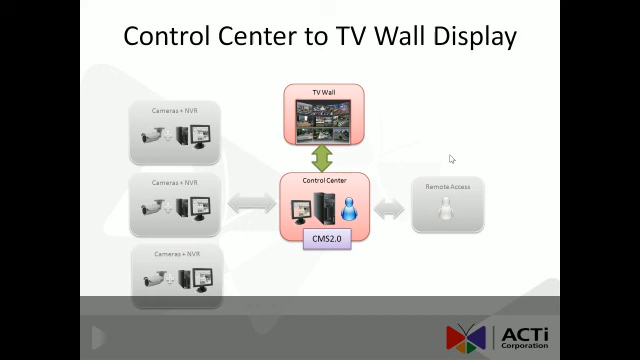 Control Center to TV Wall Display
TV Wall
Cameras + NVR
Control Center
Cameras + NVR
Remote Access
CMS2.0
Cameras + NVR
ACTi
Corporation